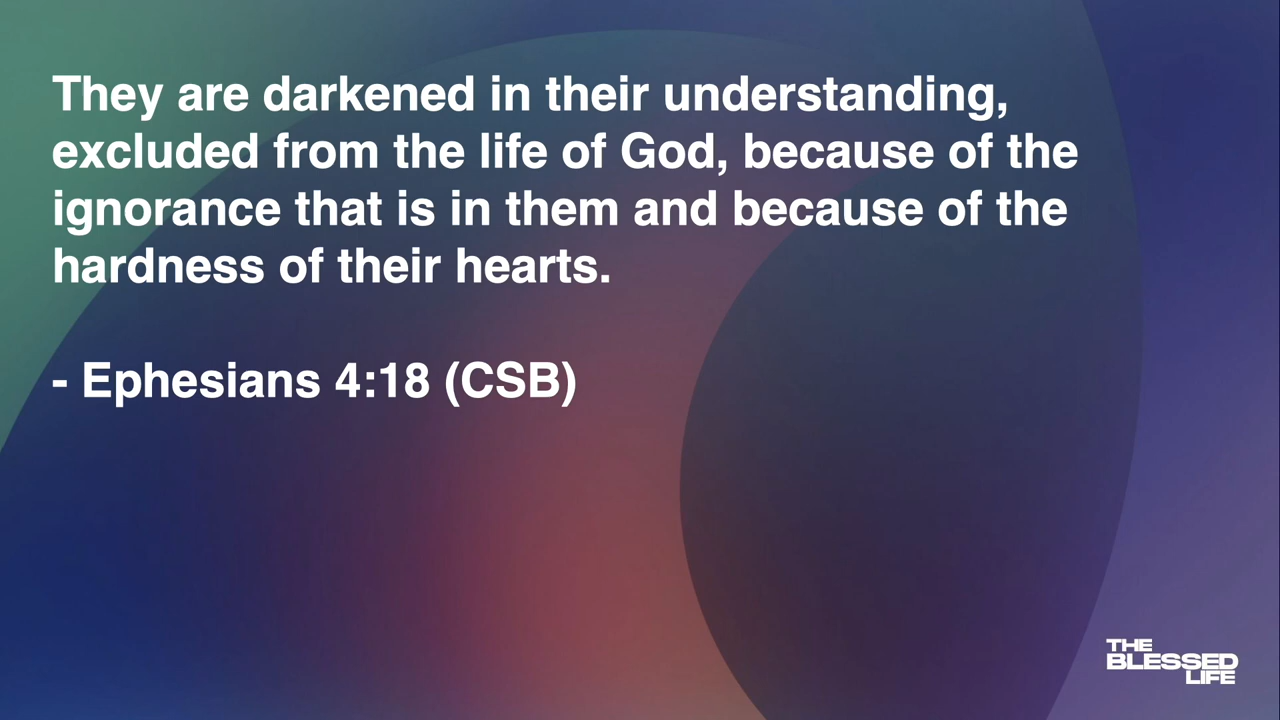 They are darkened in their understanding,
excluded from the life of God, because of the
ignorance that is in them and because of the
hardness of their hearts.
- Ephesians 4:18 (CSB)
THE
BLESSED
LIFE